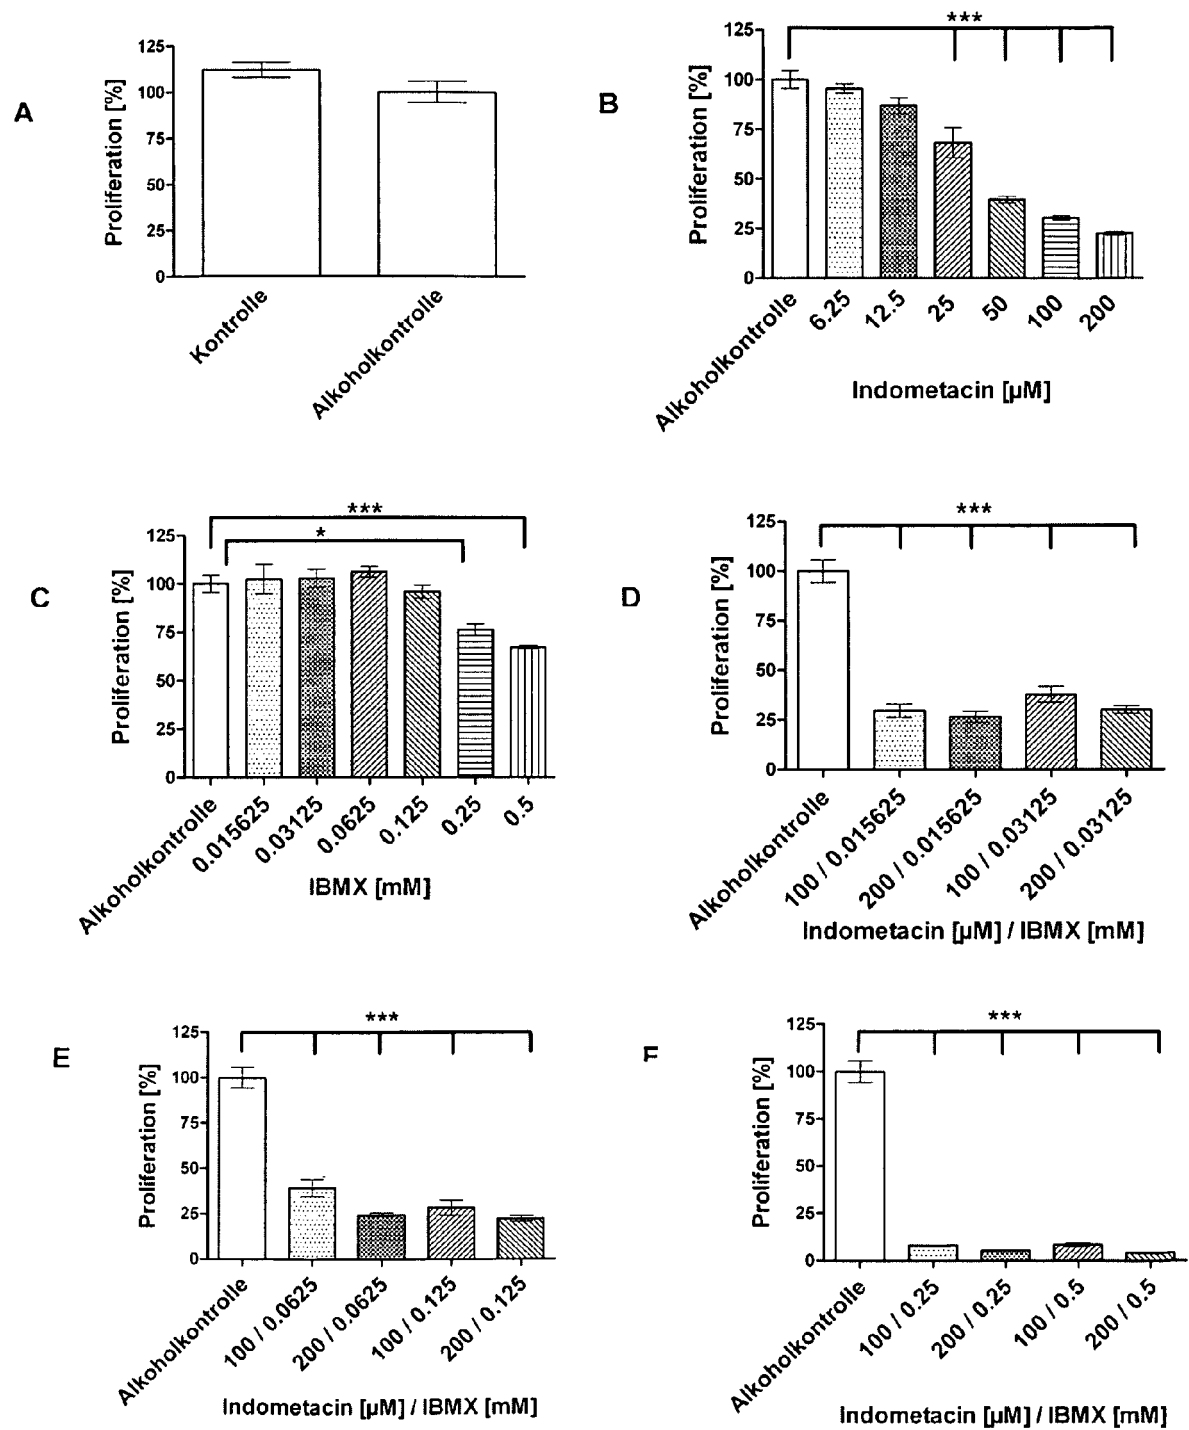 A
Proliferation [%]
125
100
75
50
25
0
Kontrolle
Alkoholkontrolle
B
Proliferation [%]
***
125
100
75
50
25
0
Alkoholkontrolle
6.25
12.5
25
50
100
200
Indometacin [µM]
C
Proliferation [%]
***
*
125
100
75
50
25
0
Alkoholkontrolle
0.015625
0.03125
0.0625
0.125
0.25
0.5
IBMX [mM]
D
Proliferation [%]
***
125
100
75
50
25
0
Alkoholkontrolle
100 / 0.015625
200 / 0.015625
100 / 0.03125
200 / 0.03125
Indometacin [µM] / IBMX [mM]
E
Proliferation [%]
***
125
100
75
50
25
0
Alkoholkontrolle
100 / 0.0625
200 / 0.0625
100 / 0.125
200 / 0.125
Indometacin [µM] / IBMX [mM]
F
Proliferation [%]
***
125
100
75
50
25
0
Alkoholkontrolle
100 / 0.25
200 / 0.25
100 / 0.5
200 / 0.5
Indometacin [µM] / IBMX [mM]